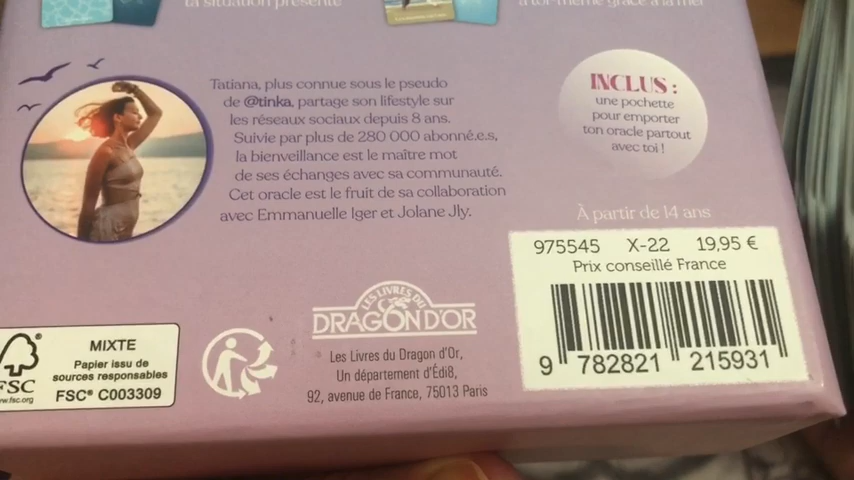 ta situation présente
à toi-même grâce à la mer
Tatiana, plus connue sous le pseudo
de @tinka, partage son lifestyle sur
les réseaux sociaux depuis 8 ans.
Suivie par plus de 280 000 abonné.e.s,
la bienveillance est le maître mot
de ses échanges avec sa communauté.
Cet oracle est le fruit de sa collaboration
avec Emmanuelle Iger et Jolane Jly.
INCLUS :
une pochette
pour emporter
ton oracle partout
avec toi !
À partir de 14 ans
975545 X-22 19,95 €
Prix conseillé France
9 782821 215931
LES LIVRES DU
DRAGON D'OR
Les Livres du Dragon d'Or,
Un département d'Édi8,
92, avenue de France, 75013 Paris
FSC
www.fsc.org
MIXTE
Papier issu de
sources responsables
FSC® C003309